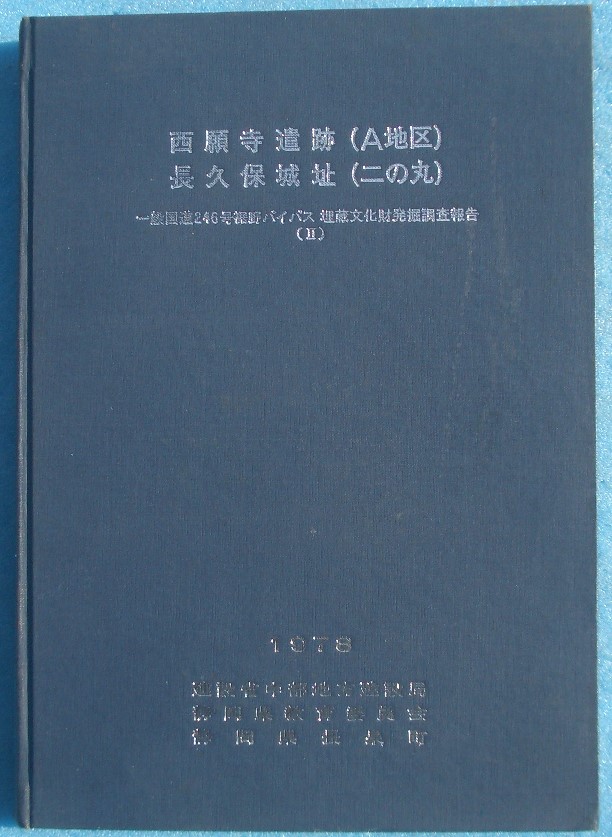 西願寺遺跡(A地区)
長久保城址(二の丸)
一般国道246号裾野バイパス 埋蔵文化財発掘調査報告
(Ⅱ)
1978
建設省中部地方建設局
静岡県教育委員会
静岡県長泉町